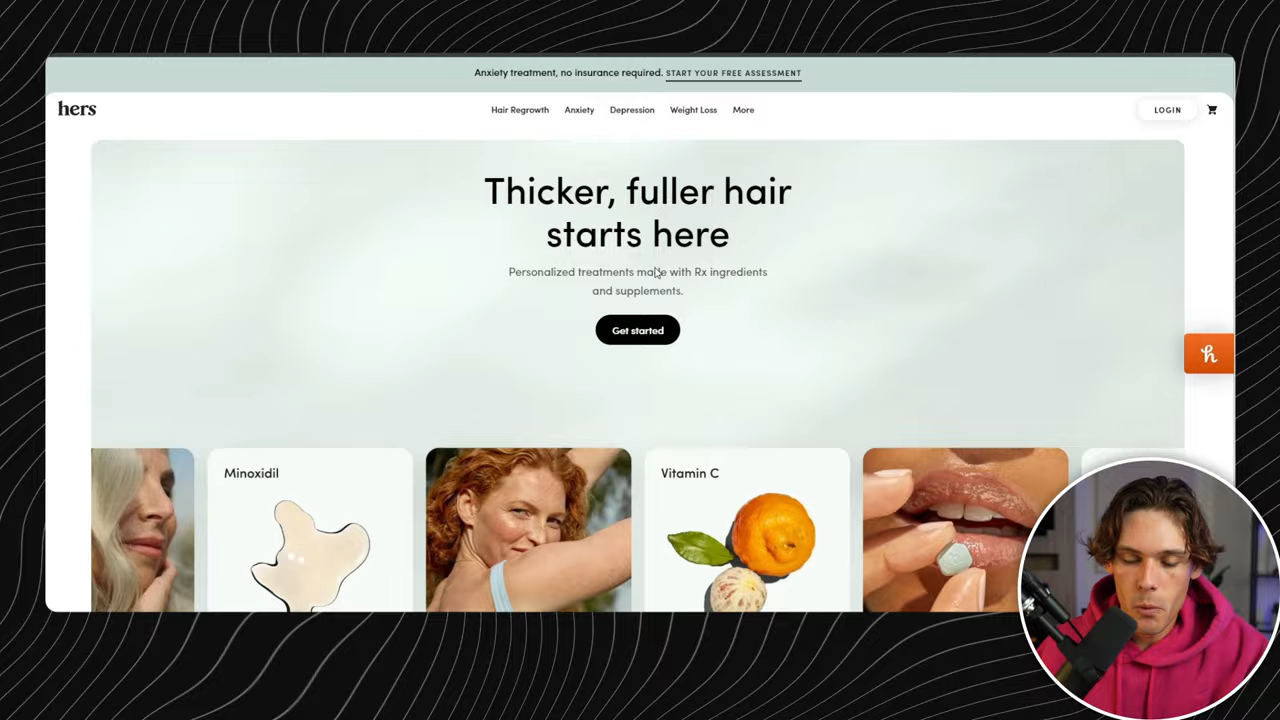 Anxiety treatment, no insurance required. START YOUR FREE ASSESSMENT
hers
Hair Regrowth Anxiety Depression Weight Loss More
LOGIN
Thicker, fuller hair
starts here
Personalized treatments made with Rx ingredients
and supplements.
Get started
h
Minoxidil
Vitamin C